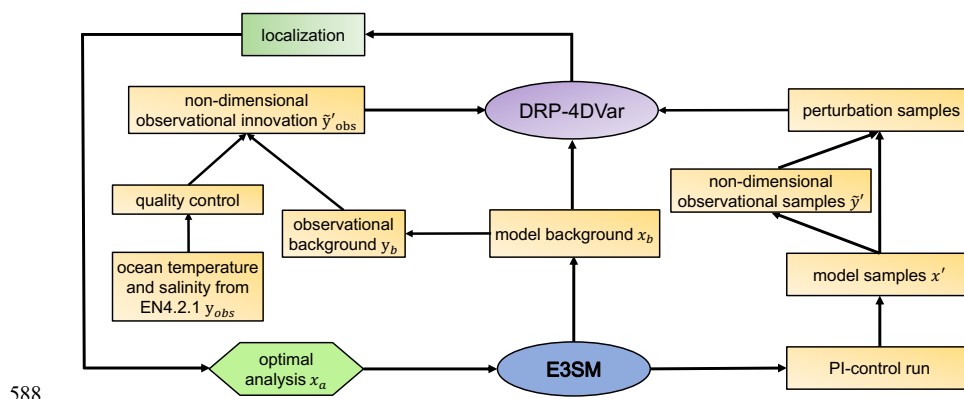 localization
non-dimensional
observational innovation ỹ′obs
DRP-4DVar
perturbation samples
quality control
observational
background yb
model background xb
non-dimensional
observational samples ỹ′
ocean temperature
and salinity from
EN4.2.1 yobs
model samples x′
optimal
analysis xa
E3SM
PI-control run
588